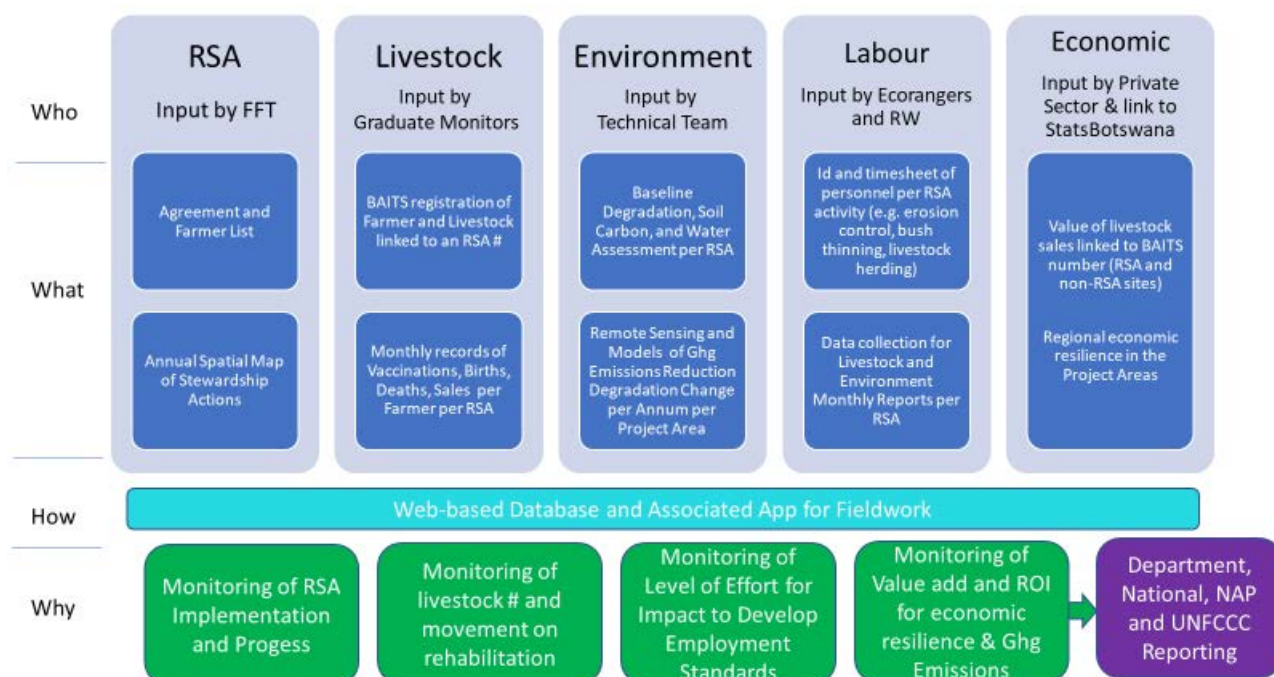 RSA
Livestock
Environment
Labour
Economic
Who
Input by FFT
Input by
Graduate Monitors
Input by
Technical Team
Input by Ecorangers
and RW
Input by Private
Sector & link to
StatsBotswana
What
Agreement and
Farmer List
BAITS registration of
Farmer and Livestock
linked to an RSA #
Baseline
Degradation, Soil
Carbon, and Water
Assessment per RSA
Id and timesheet of
personnel per RSA
activity (e.g. erosion
control, bush
thinning, livestock
herding)
Value of livestock
sales linked to BAITS
number (RSA and
non-RSA sites)
Regional economic
resilience in the
Project Areas
Annual Spatial Map
of Stewardship
Actions
Monthly records of
Vaccinations, Births,
Deaths, Sales per
Farmer per RSA
Remote Sensing and
Models of Ghg
Emissions Reduction
Degradation Change
per Annum per
Project Area
Data collection for
Livestock and
Environment
Monthly Reports per
RSA
How
Web-based Database and Associated App for Fieldwork
Why
Monitoring of RSA
Implementation
and Progess
Monitoring of
livestock # and
movement on
rehabilitation
Monitoring of
Level of Effort for
Impact to Develop
Employment
Standards
Monitoring of
Value add and ROI
for economic
resilience & Ghg
Emissions
Department,
National, NAP
and UNFCCC
Reporting